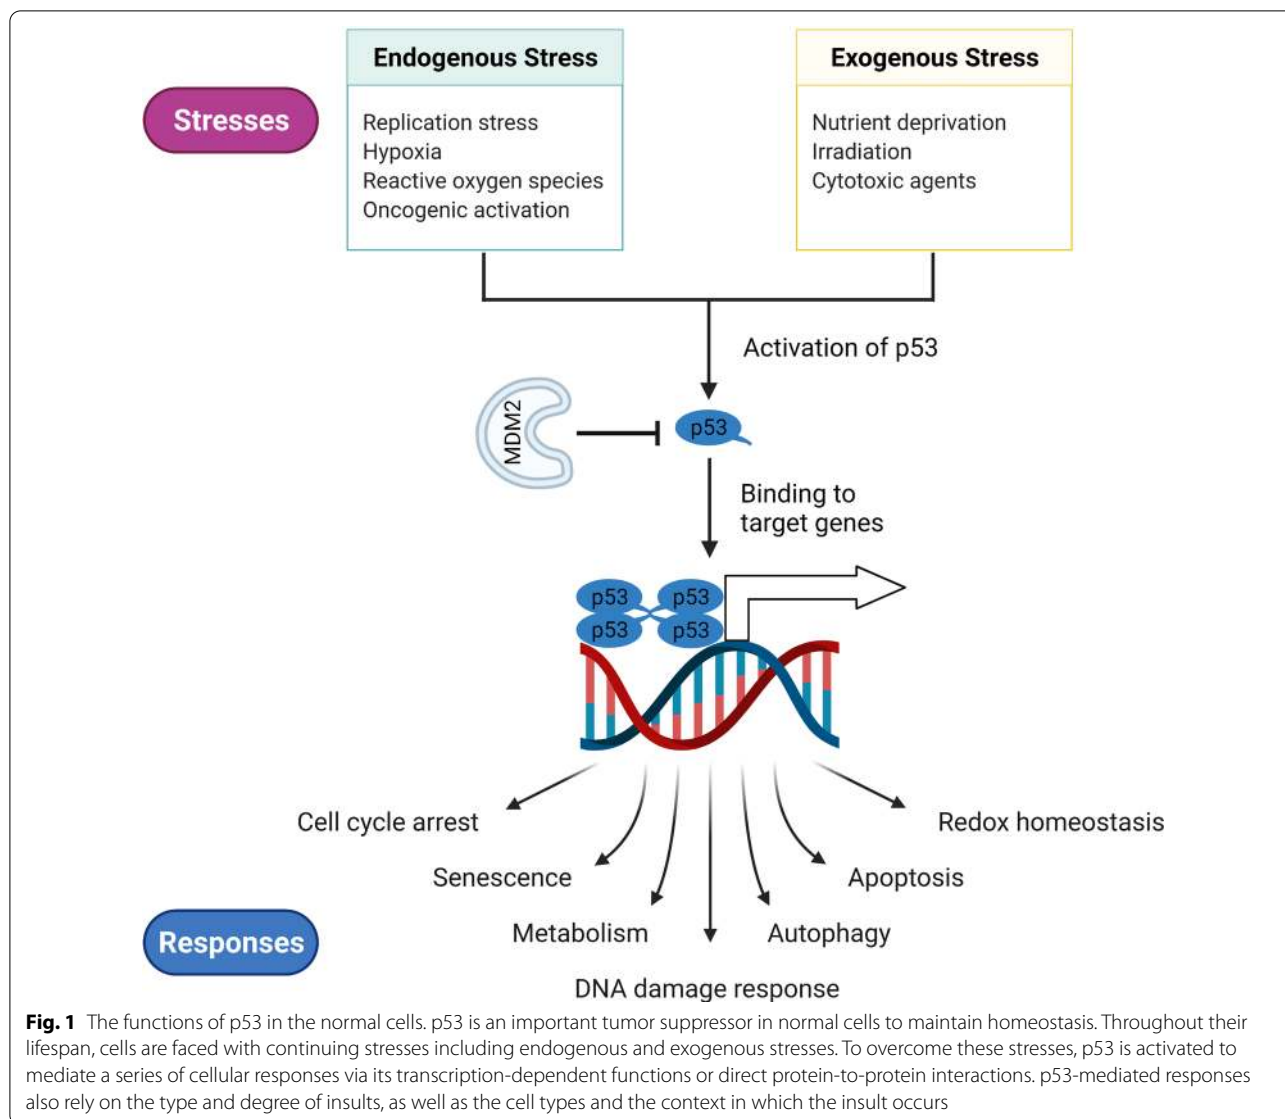 Stresses
Endogenous Stress
Replication stress
Hypoxia
Reactive oxygen species
Oncogenic activation
Exogenous Stress
Nutrient deprivation
Irradiation
Cytotoxic agents
Activation of p53
MDM2
p53
Binding to
target genes
p53
p53
p53
p53
Cell cycle arrest
Redox homeostasis
Senescence
Apoptosis
Responses
Metabolism
Autophagy
DNA damage response
Fig. 1 The functions of p53 in the normal cells. p53 is an important tumor suppressor in normal cells to maintain homeostasis. Throughout their
lifespan, cells are faced with continuing stresses including endogenous and exogenous stresses. To overcome these stresses, p53 is activated to
mediate a series of cellular responses via its transcription-dependent functions or direct protein-to-protein interactions. p53-mediated responses
also rely on the type and degree of insults, as well as the cell types and the context in which the insult occurs